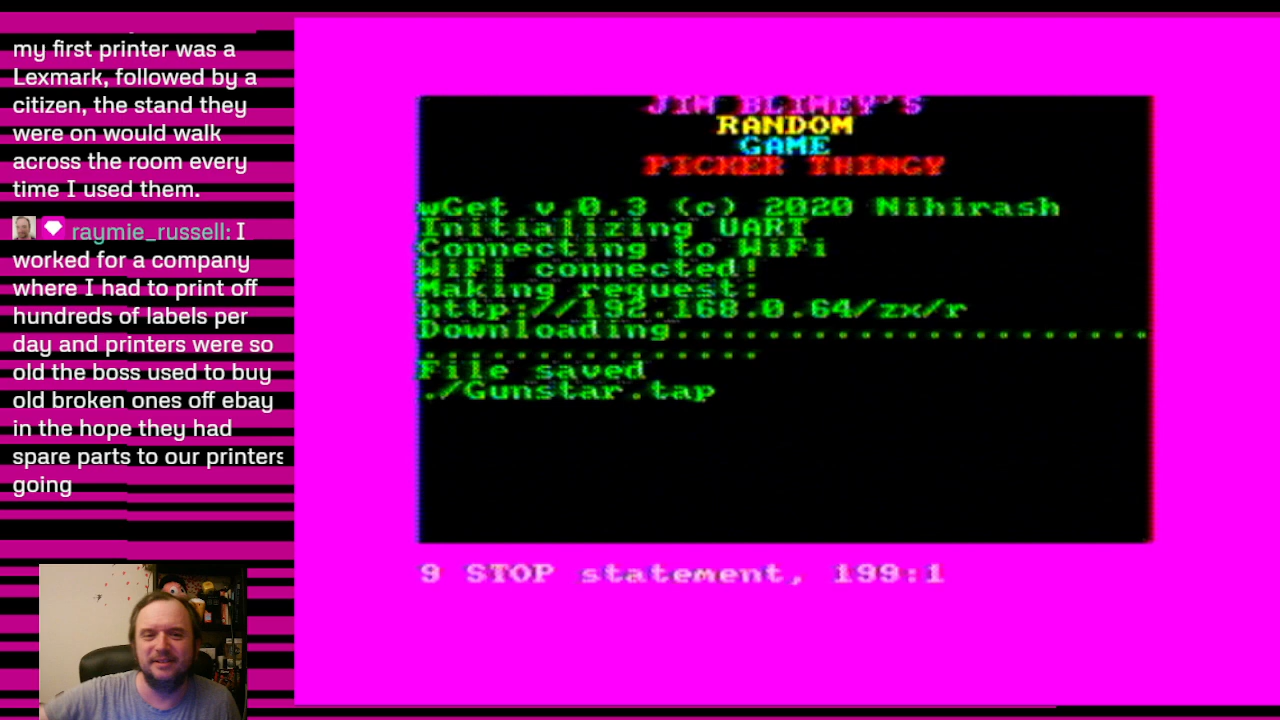 my first printer was a
Lexmark, followed by a
citizen, the stand they
were on would walk
across the room every
time I used them.
raymie_russell: I
worked for a company
where I had to print off
hundreds of labels per
day and printers were so
old the boss used to buy
old broken ones off ebay
in the hope they had
spare parts to our printers
going
JIM BLIMEY'S
RANDOM
GAME
PICKER THINGY
wGet v.0.3 (c) 2020 Nihirash
Initializing UART
Connecting to WiFi
WiFi connected!
Making request:
http://192.168.0.64/zx/r
Downloading......................
...............
File saved
./Gunstar.tap
9 STOP statement, 199:1